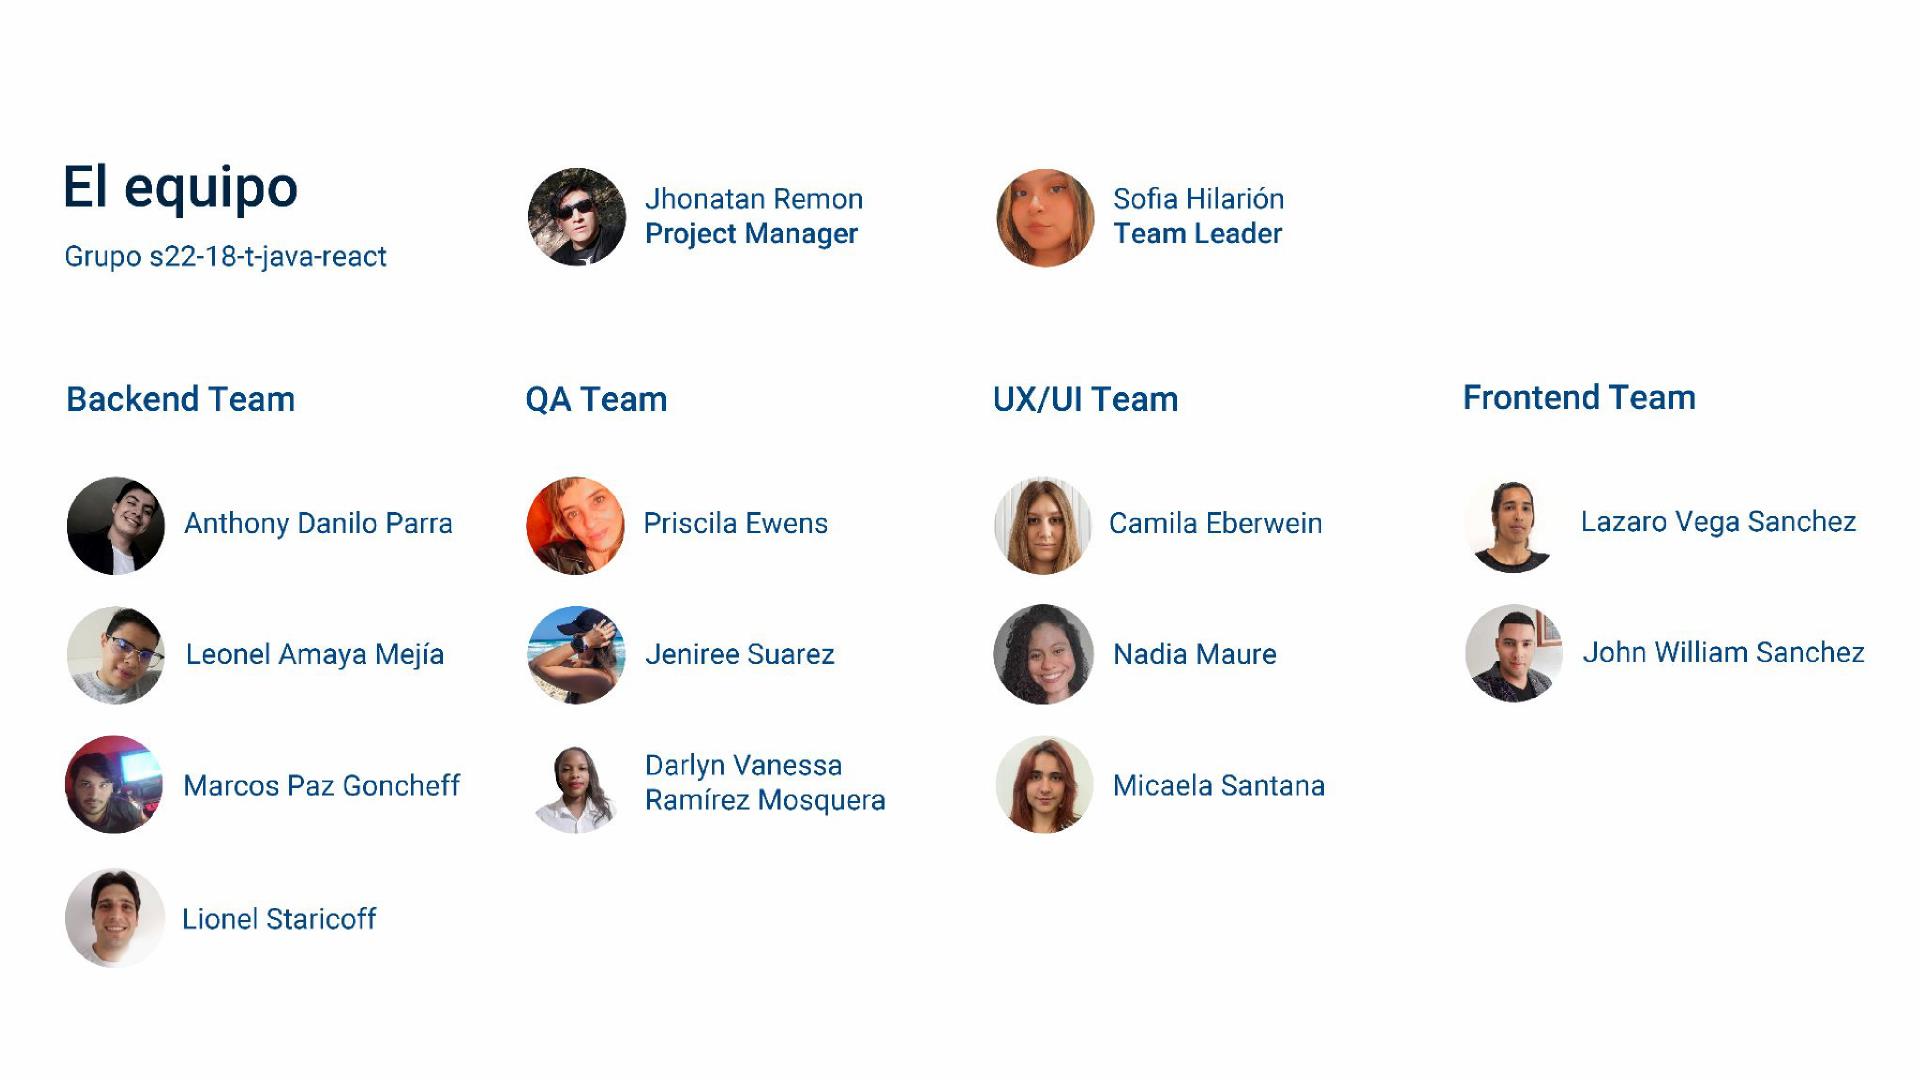 El equipo
Grupo s22-18-t-java-react
Jhonatan Remon
Project Manager
Sofia Hilarión
Team Leader
Backend Team
Anthony Danilo Parra
Leonel Amaya Mejía
Marcos Paz Goncheff
Lionel Staricoff
QA Team
Priscila Ewens
Jeniree Suarez
Darlyn Vanessa
Ramírez Mosquera
UX/UI Team
Camila Eberwein
Nadia Maure
Micaela Santana
Frontend Team
Lazaro Vega Sanchez
John William Sanchez